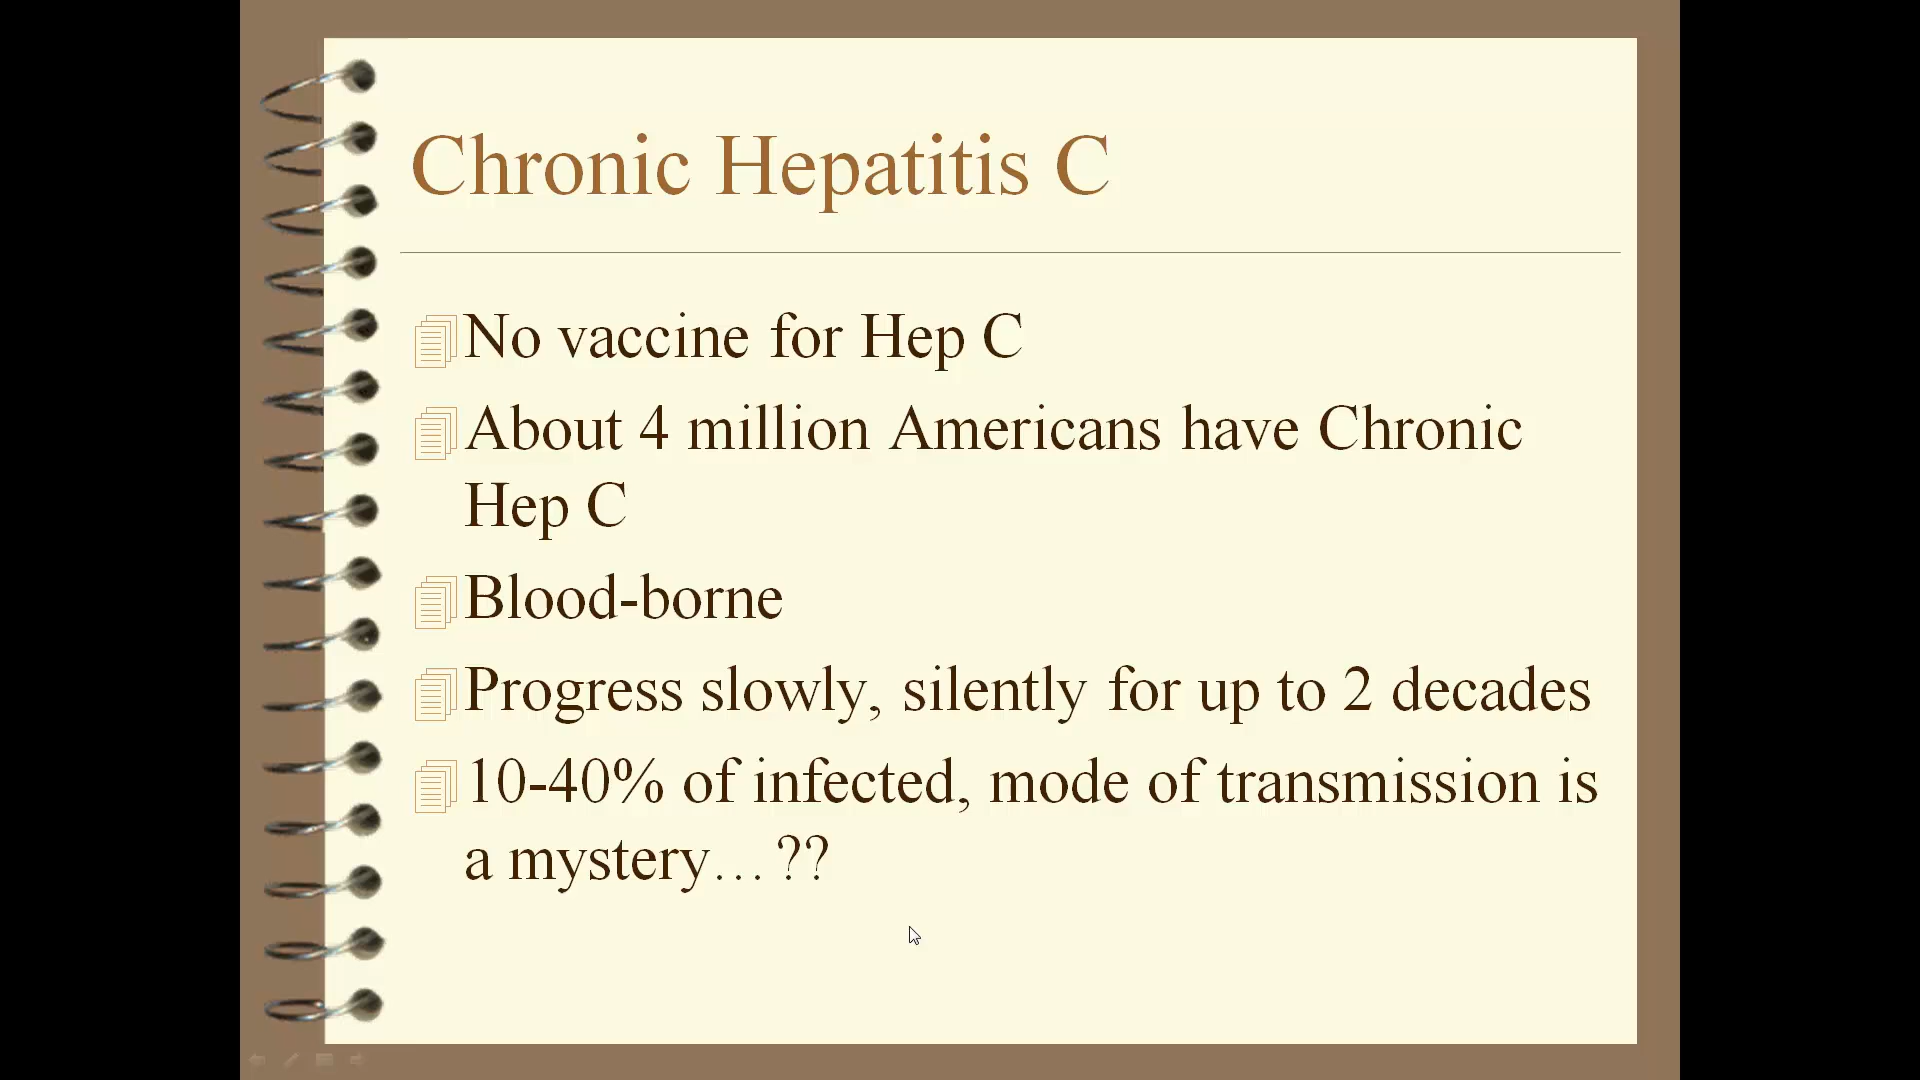 Chronic Hepatitis C
No vaccine for Hep C
About 4 million Americans have Chronic
Hep C
Blood-borne
Progress slowly, silently for up to 2 decades
10-40% of infected, mode of transmission is
a mystery…??